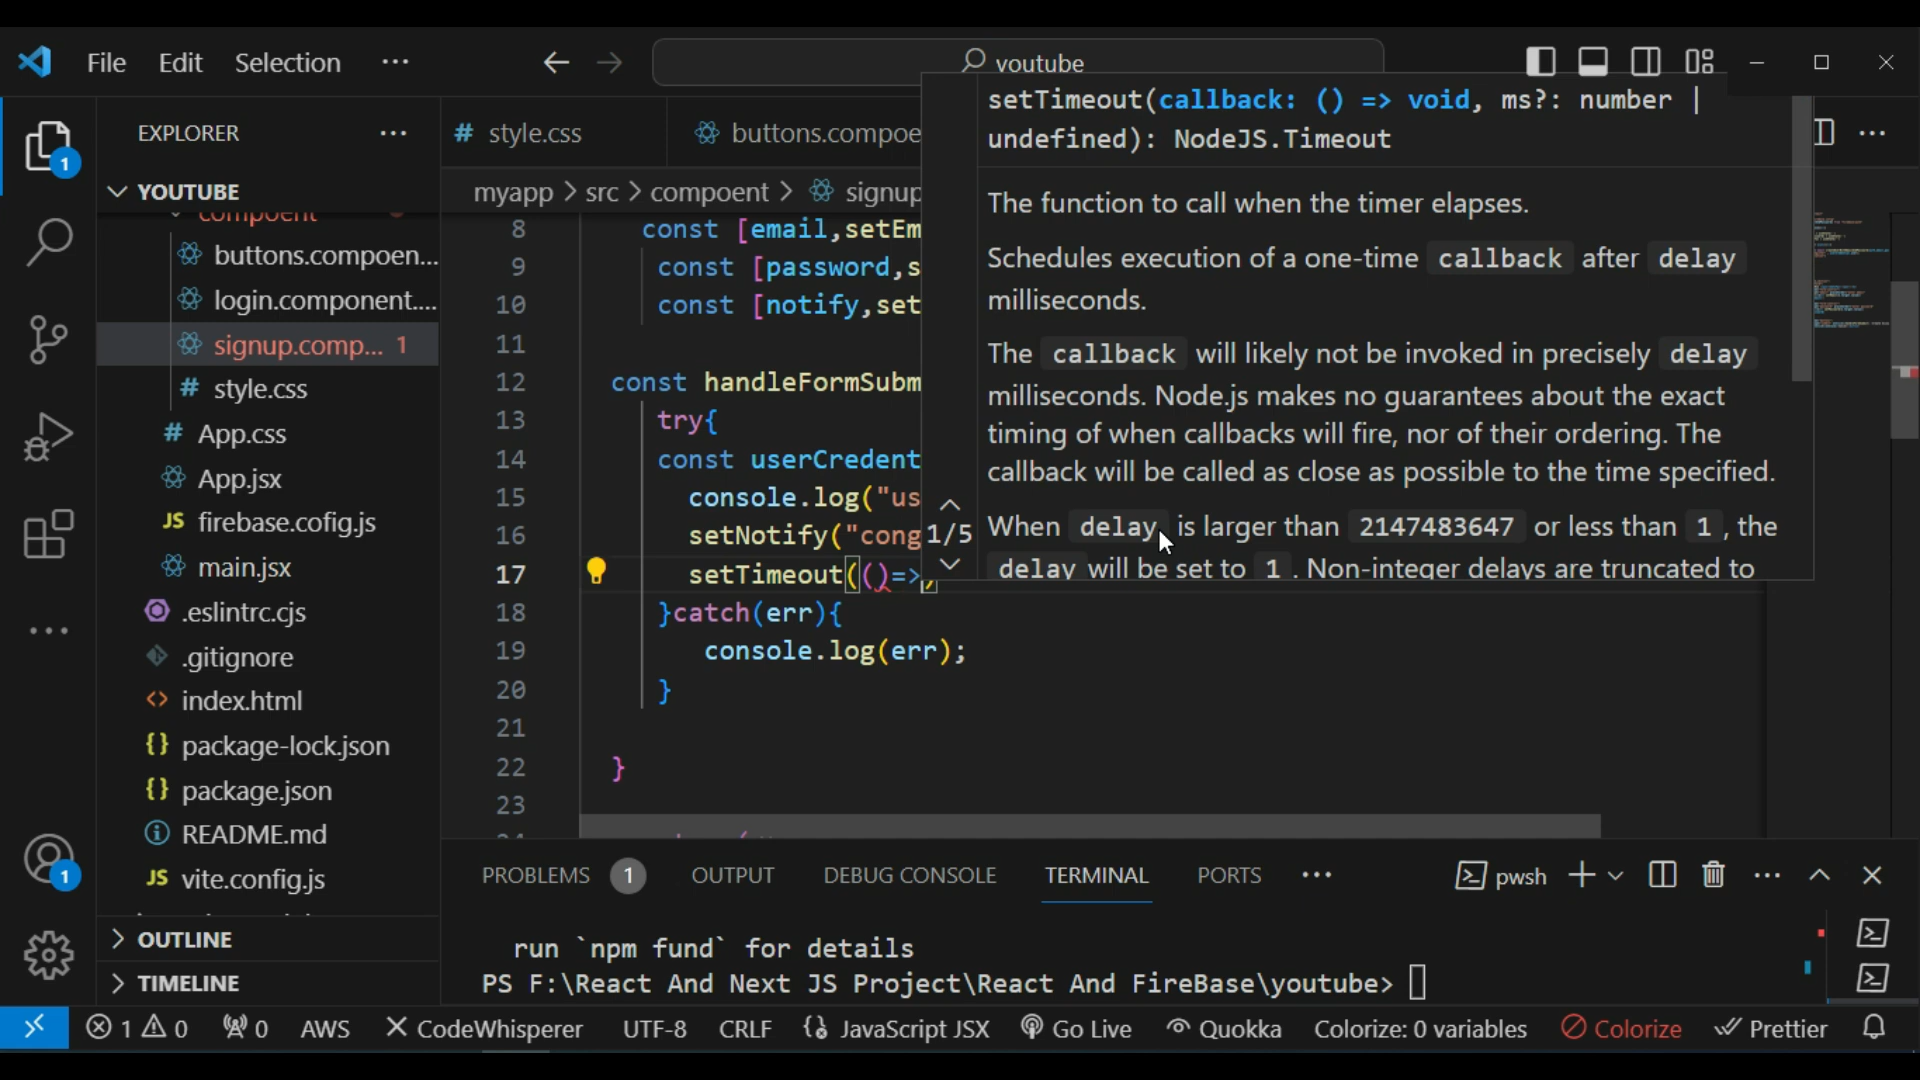 File Edit Selection ···
youtube
EXPLORER ···
YOUTUBE
compoent
buttons.compoen...
login.component....
signup.comp... 1
style.css
App.css
App.jsx
firebase.cofig.js
main.jsx
.eslintrc.cjs
.gitignore
index.html
package-lock.json
package.json
README.md
vite.config.js
OUTLINE
TIMELINE
1
1
# style.css
buttons.compoe
myapp > src > compoent > signup
8 const [email,setEm
9 const [password,s
10 const [notify,set
11
12 const handleFormSubm
13 try{
14 const userCredent
15 console.log("us
16 setNotify("cong
17 setTimeout(()=>)
18 }catch(err){
19 console.log(err);
20 }
21
22 }
23
setTimeout(callback: () => void, ms?: number |
undefined): NodeJS.Timeout
The function to call when the timer elapses.
Schedules execution of a one-time callback after delay
milliseconds.
The callback will likely not be invoked in precisely delay
milliseconds. Node.js makes no guarantees about the exact
timing of when callbacks will fire, nor of their ordering. The
callback will be called as close as possible to the time specified.
1/5
When delay is larger than 2147483647 or less than 1, the
delay will be set to 1. Non-integer delays are truncated to
PROBLEMS 1 OUTPUT DEBUG CONSOLE TERMINAL PORTS ···
pwsh
run `npm fund` for details
PS F:\React And Next JS Project\React And FireBase\youtube>
1 0 0 AWS CodeWhisperer UTF-8 CRLF JavaScript JSX Go Live Quokka Colorize: 0 variables Colorize Prettier